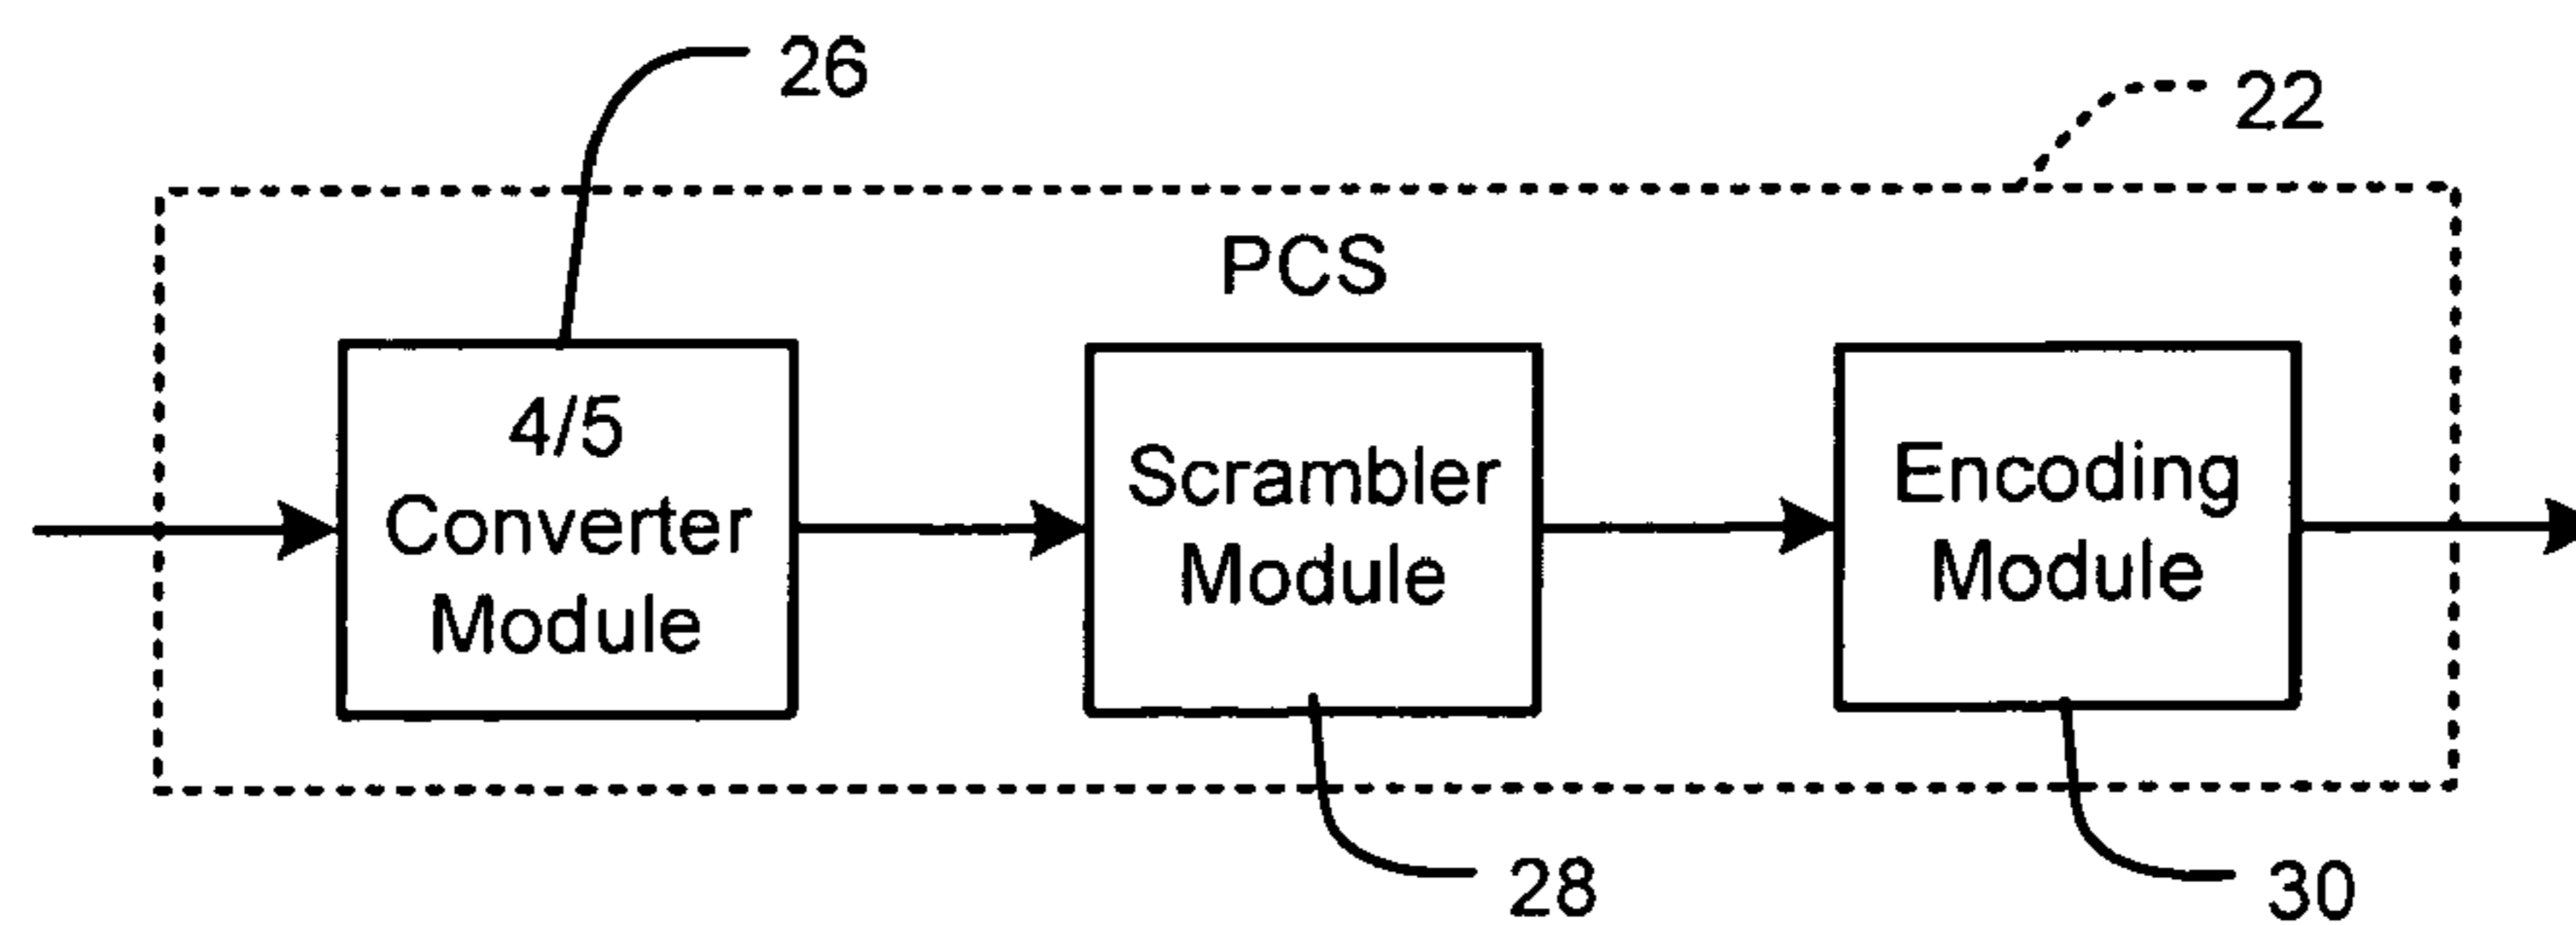 26
22
PCS
4/5
Converter
Module
Scrambler
Module
Encoding
Module
28
30